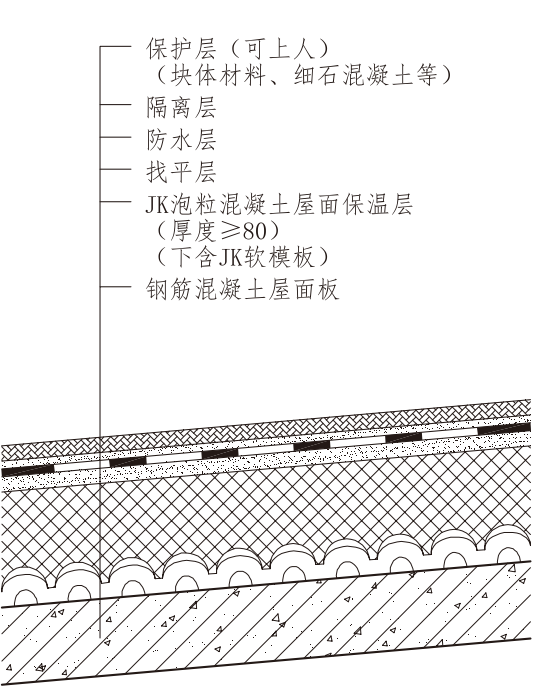 保护层（可上人）
（块体材料、细石混凝土等）
隔离层
防水层
找平层
JK泡粒混凝土屋面保温层
（厚度≥80）
（下含JK软模板）
钢筋混凝土屋面板